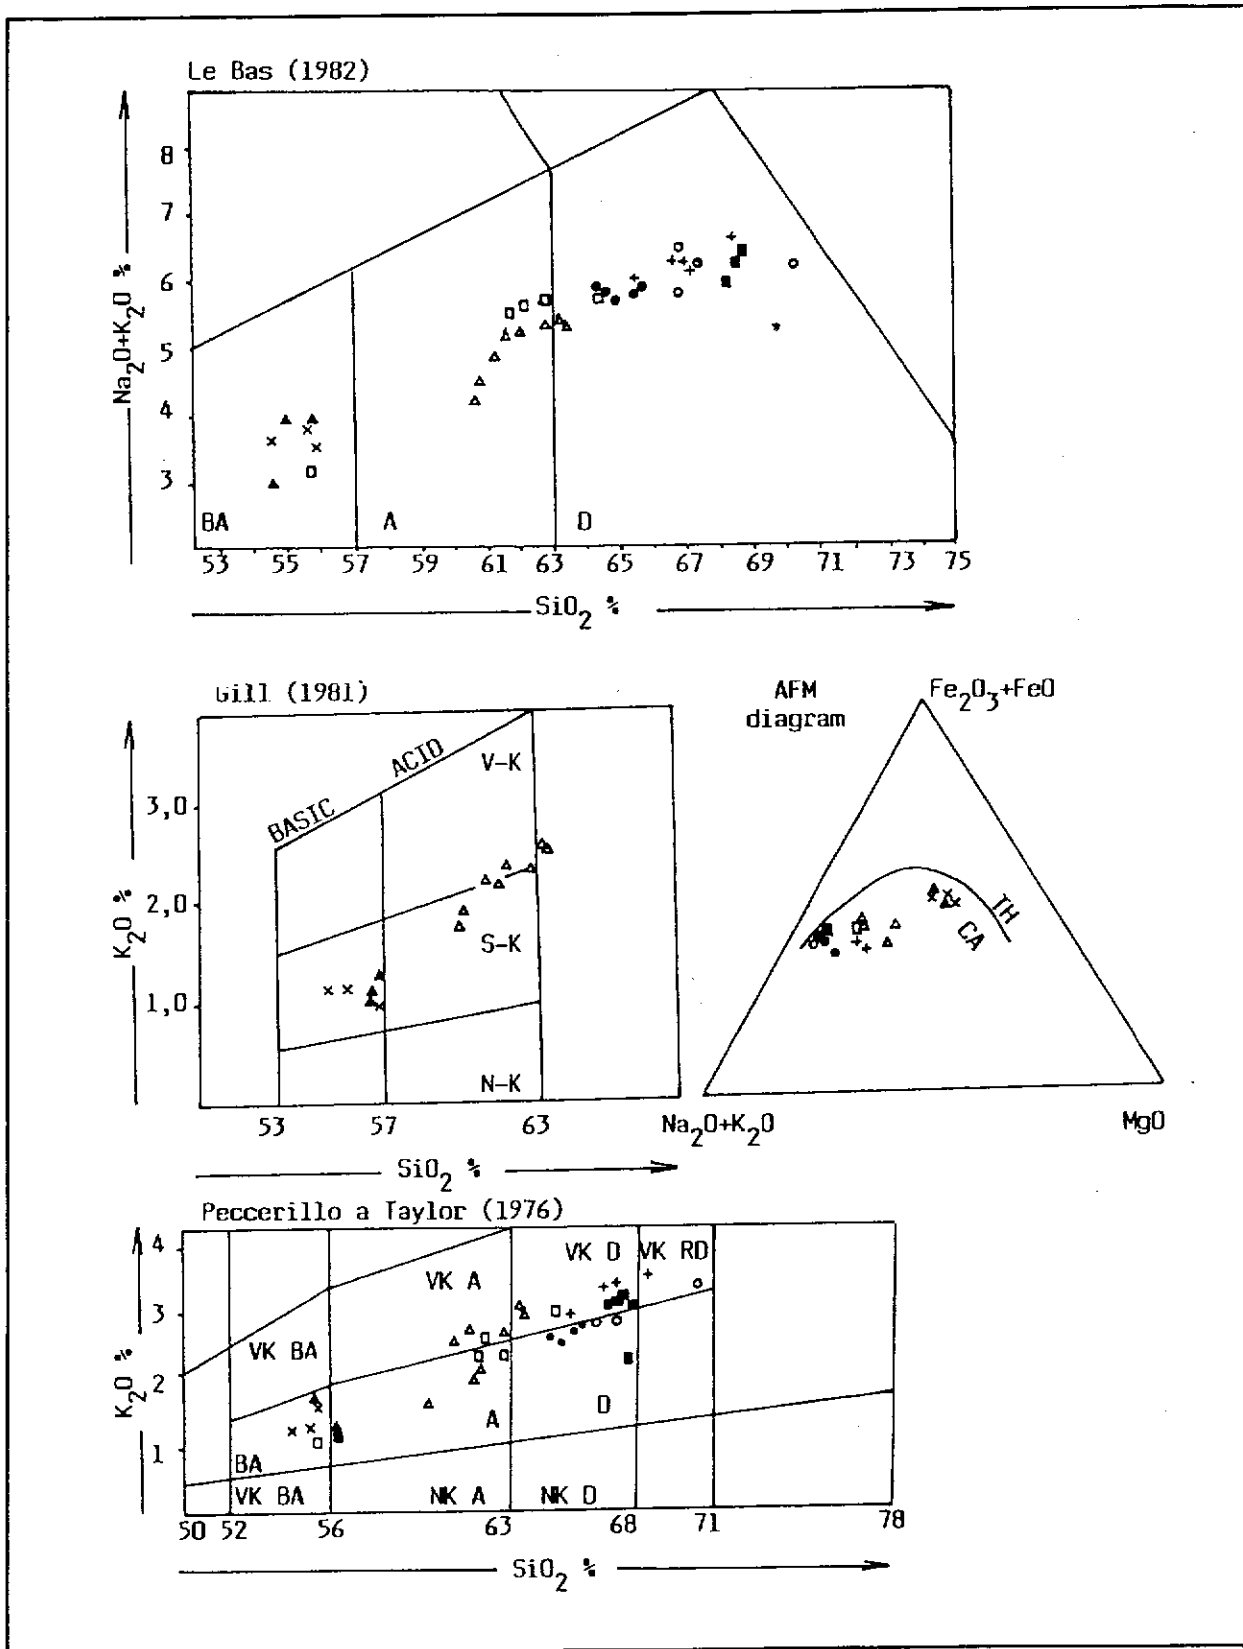 Le Bas (1982)
Na₂O+K₂O %
8
7
6
5
4
3
BA
A
D
53 55 57 59 61 63 65 67 69 71 73 75
SiO₂ %
Gill (1981)
K₂O %
3,0
2,0
1,0
BASIC
ACID
V-K
S-K
N-K
53 57 63
SiO₂ %
AFM
diagram
Fe₂O₃+FeO
TH
CA
Na₂O+K₂O
MgO
Peccerillo a Taylor (1976)
K₂O %
4
3
2
1
VK BA
VK A
VK D
VK RD
BA
A
D
VK BA
NK A
NK D
50 52 56 63 68 71 78
SiO₂ %